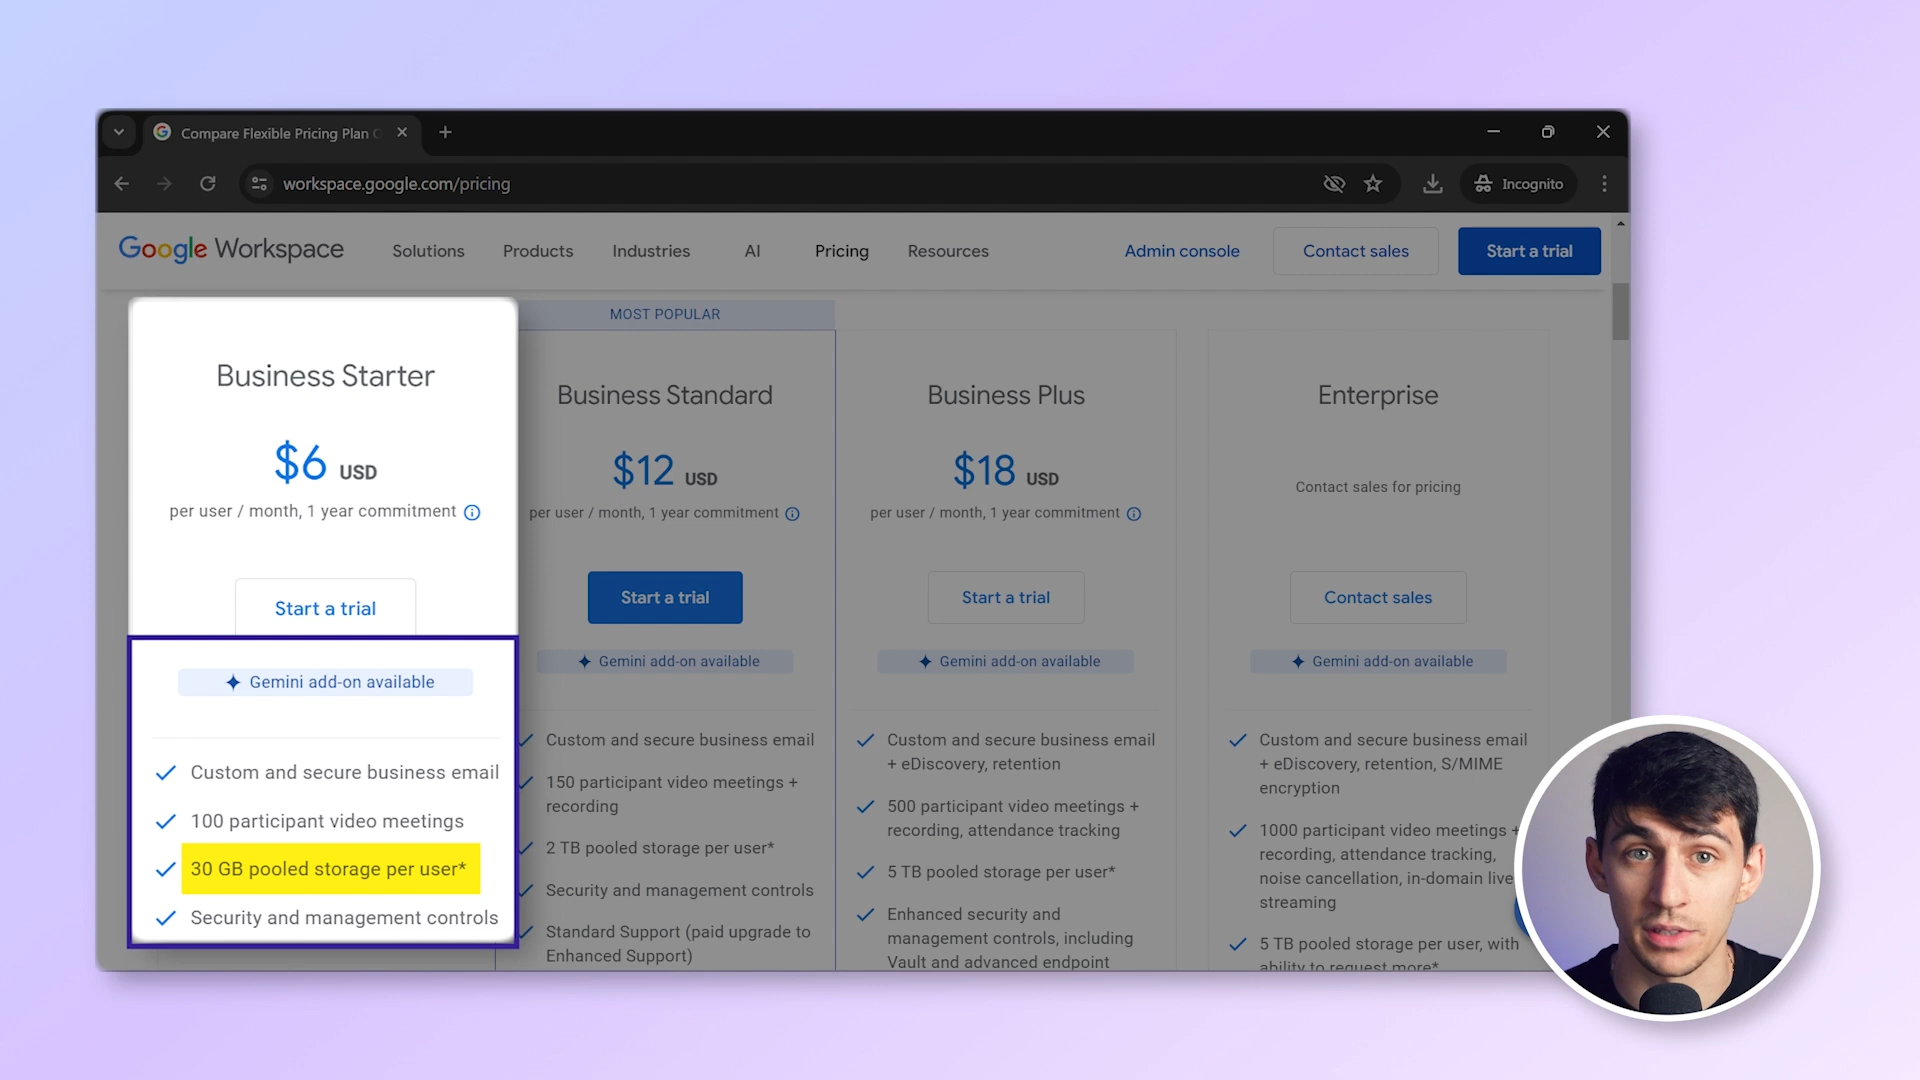 Compare Flexible Pricing Plan
workspace.google.com/pricing
Incognito
Google Workspace
Solutions
Products
Industries
AI
Pricing
Resources
Admin console
Contact sales
Start a trial
Business Starter
$6 USD
per user / month, 1 year commitment
Start a trial
Gemini add-on available
Custom and secure business email
100 participant video meetings
30 GB pooled storage per user*
Security and management controls
MOST POPULAR
Business Standard
$12 USD
per user / month, 1 year commitment
Start a trial
Gemini add-on available
Custom and secure business email
150 participant video meetings +
recording
2 TB pooled storage per user*
Security and management controls
Standard Support (paid upgrade to
Enhanced Support)
Business Plus
$18 USD
per user / month, 1 year commitment
Start a trial
Gemini add-on available
Custom and secure business email
+ eDiscovery, retention
500 participant video meetings +
recording, attendance tracking
5 TB pooled storage per user*
Enhanced security and
management controls, including
Vault and advanced endpoint
Enterprise
Contact sales for pricing
Contact sales
Gemini add-on available
Custom and secure business email
+ eDiscovery, retention, S/MIME
encryption
1000 participant video meetings +
recording, attendance tracking,
noise cancellation, in-domain live
streaming
5 TB pooled storage per user, with
ability to request more*